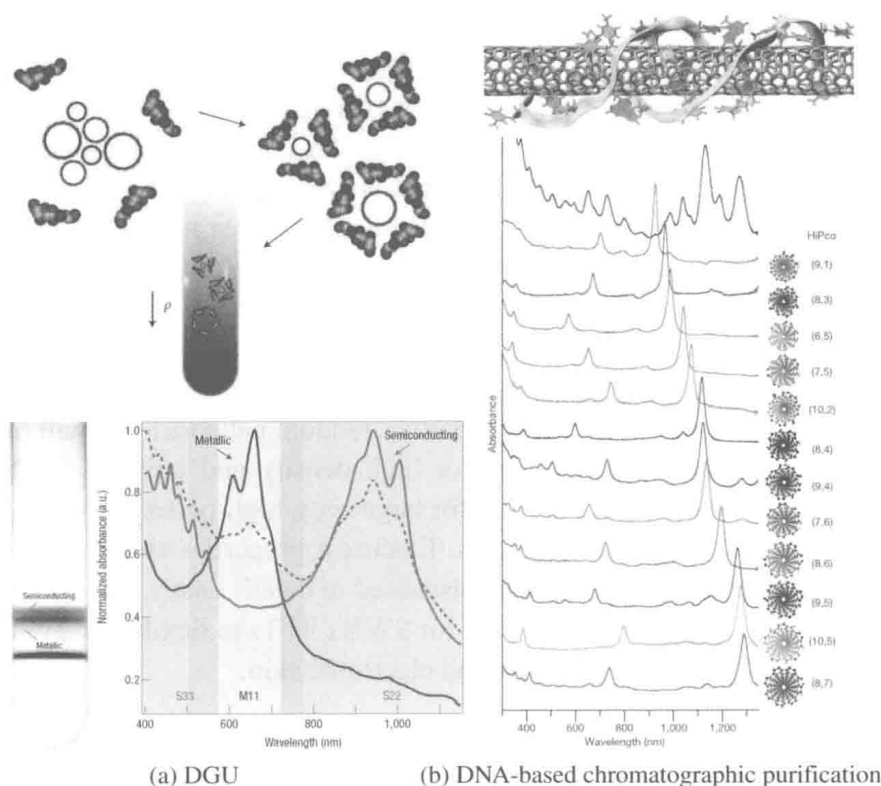 ρ
Semiconducting
Metallic
Normalized absorbance (a.u.)
1.0
0.8
0.6
0.4
0.2
Metallic
Semiconducting
S33
M11
S22
400
600
800
1,000
Wavelength (nm)
(a) DGU
Absorbance
HiPco
(9,1)
(8,3)
(6,5)
(7,5)
(10,2)
(8,4)
(9,4)
(7,6)
(8,6)
(9,5)
(10,5)
(8,7)
400
600
800
1,000
1,200
Wavelength (nm)
(b) DNA-based chromatographic purification